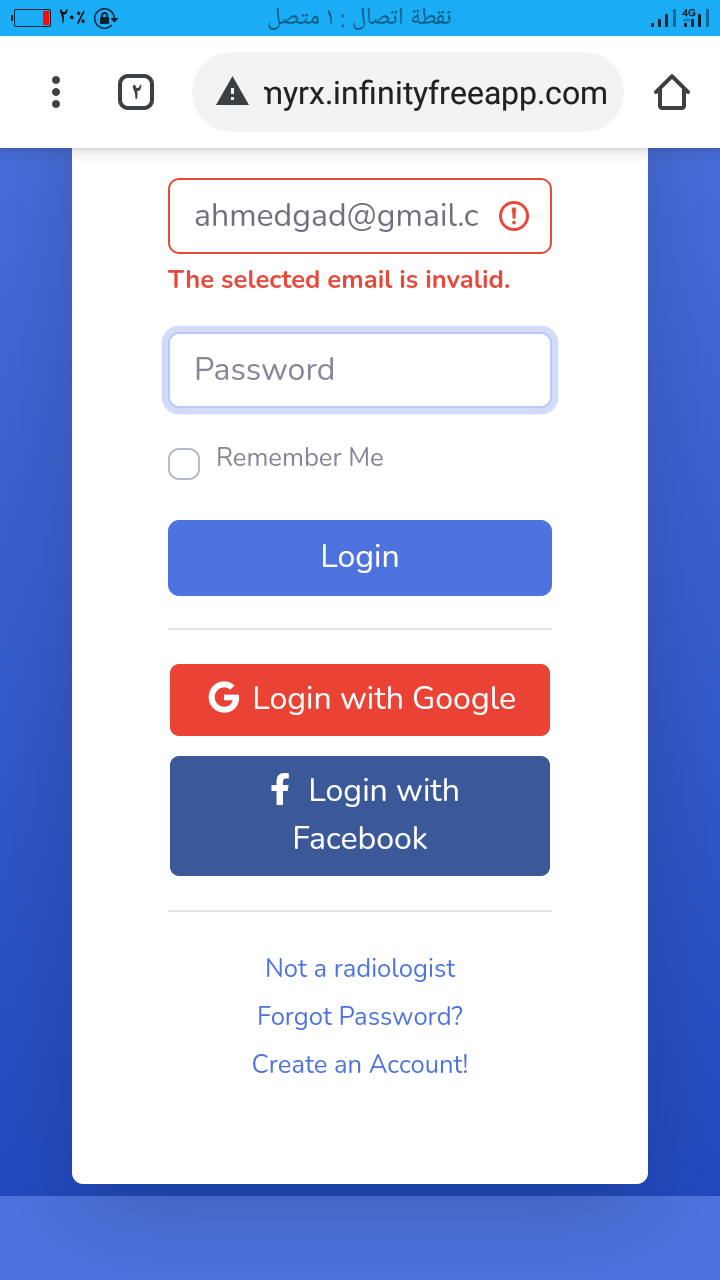 ٢٠٪ نقطة اتصال : ١ متصل 4G
٢ myrx.infinityfreeapp.com
ahmedgad@gmail.c
The selected email is invalid.
Password
Remember Me
Login
Login with Google
Login with
Facebook
Not a radiologist
Forgot Password?
Create an Account!